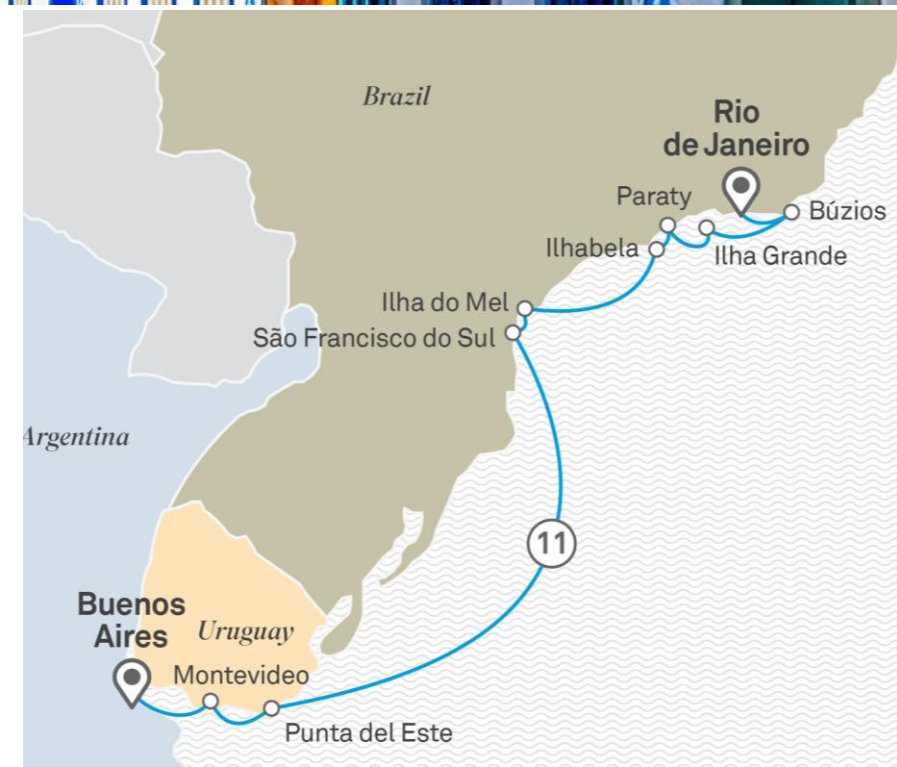 Brazil
Rio
de Janeiro
Paraty
Búzios
Ilhabela
Ilha Grande
Ilha do Mel
São Francisco do Sul
Argentina
11
Buenos
Aires
Uruguay
Montevideo
Punta del Este